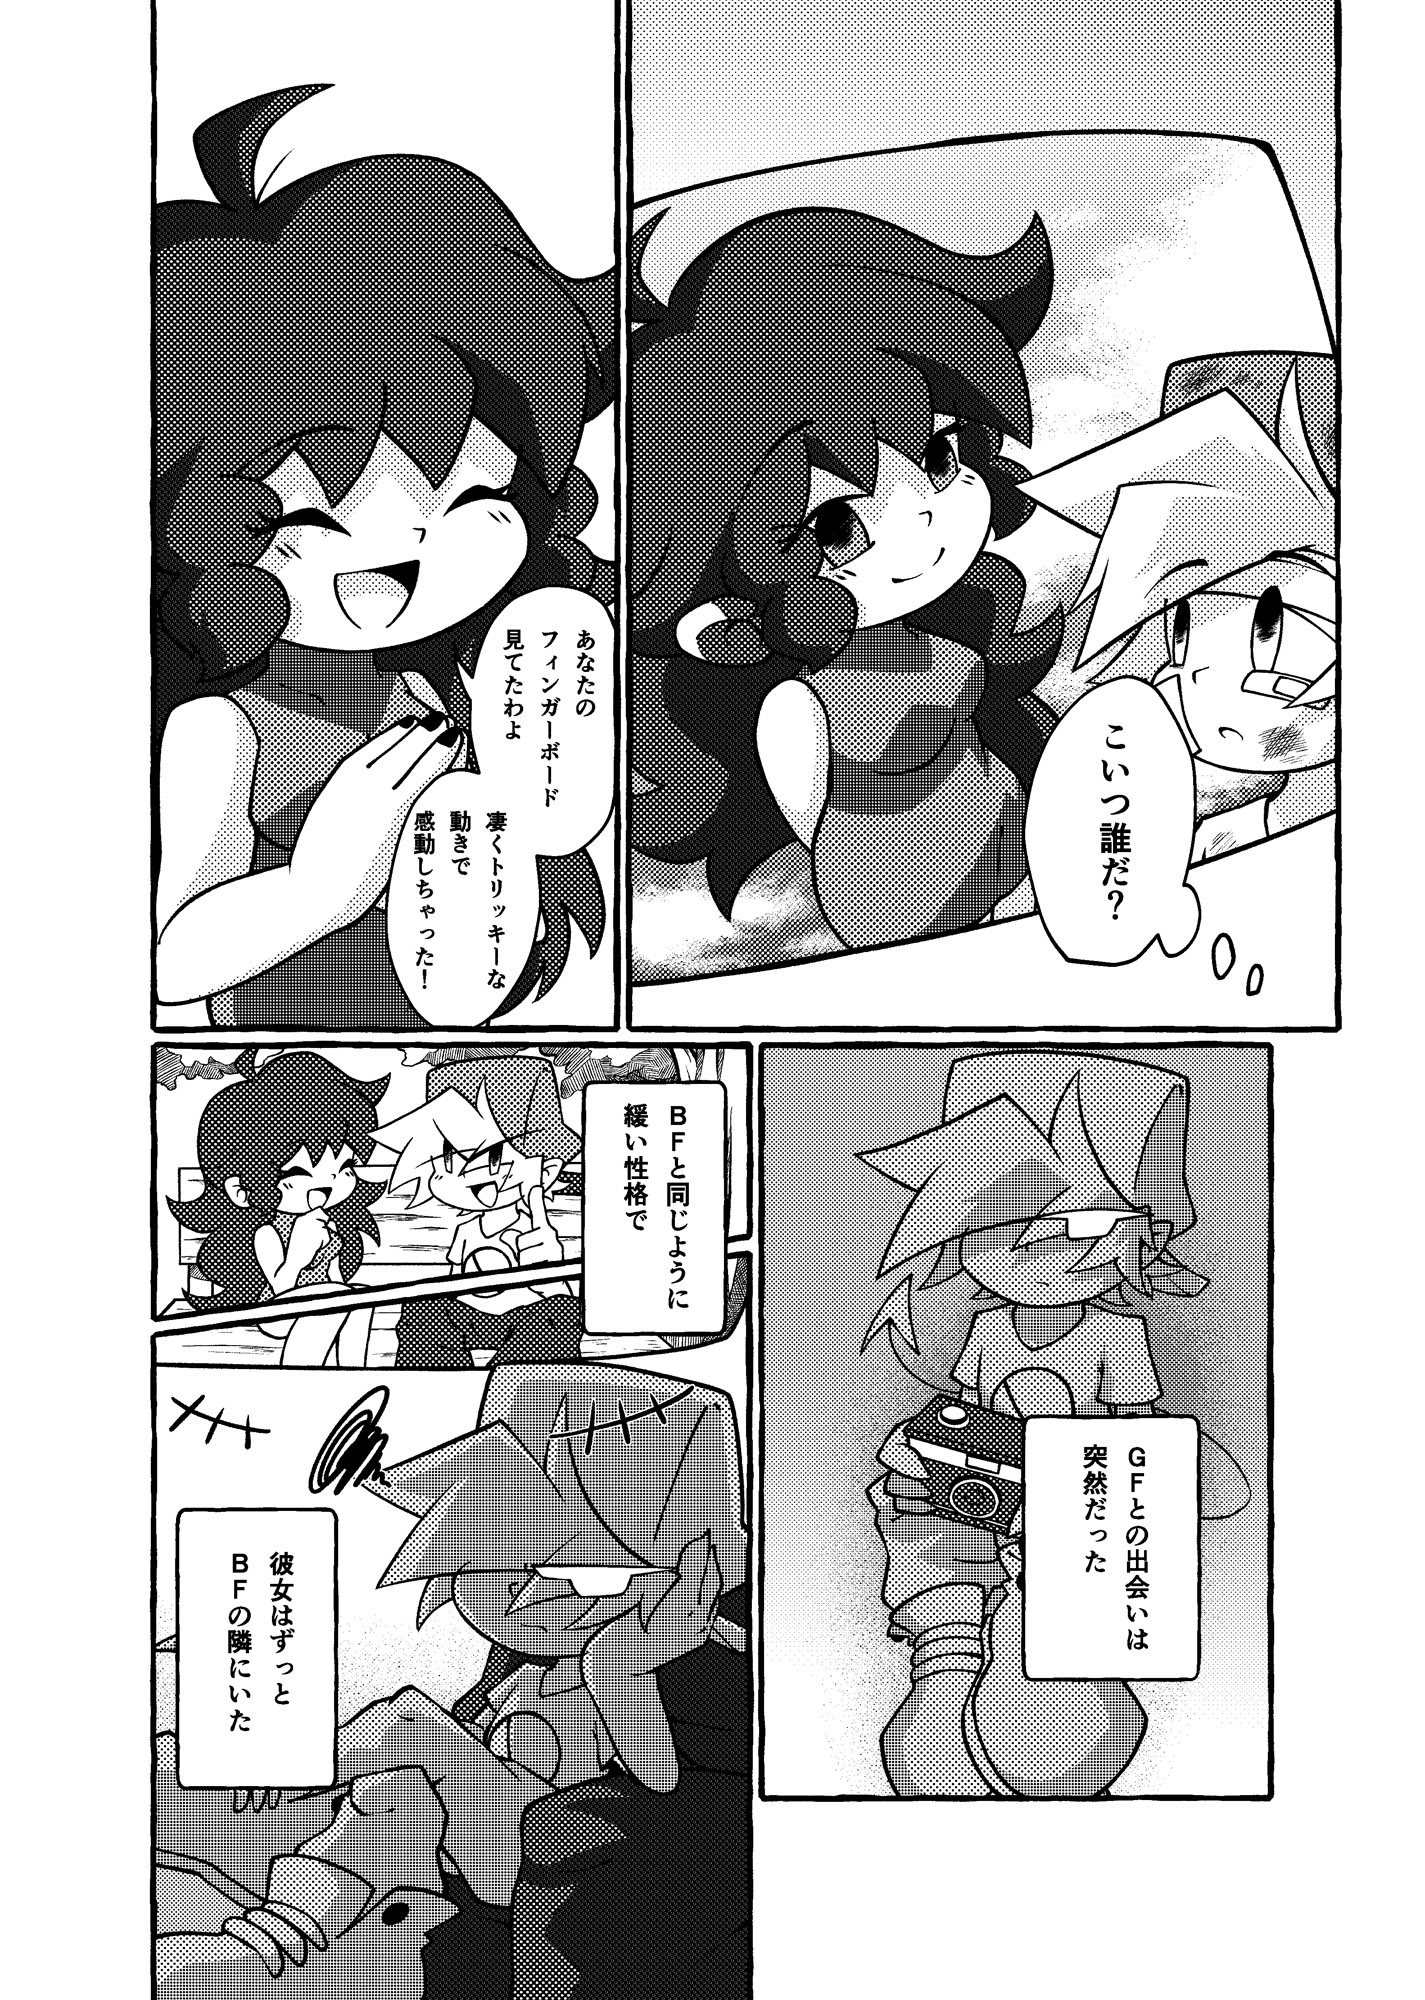 こいつ誰だ?
あなたの
フィンガーボード
見てたわよ
凄くトリッキーな
動きで
感動しちゃった!
GFとの出会いは
突然だった
BFと同じように
緩い性格で
彼女はずっと
BFの隣にいた